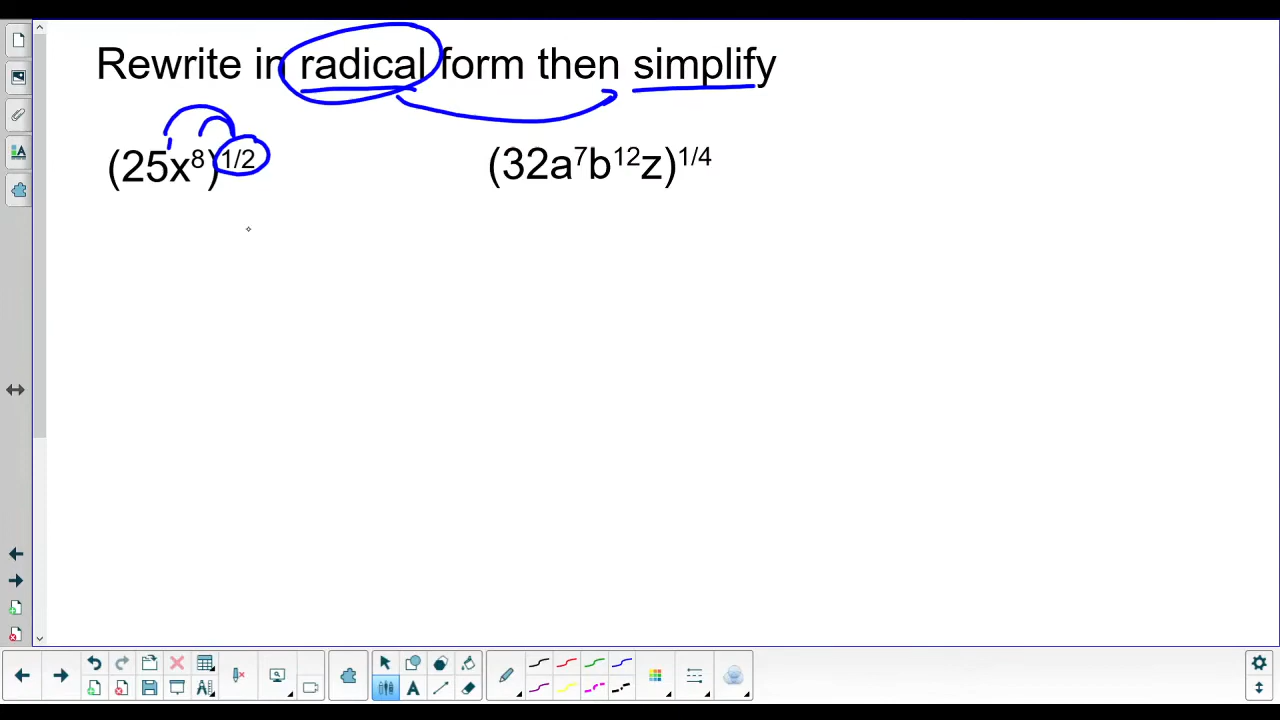 Rewrite in radical form then simplify
(25x⁸)¹/² (32a⁷b¹²z)¹/⁴